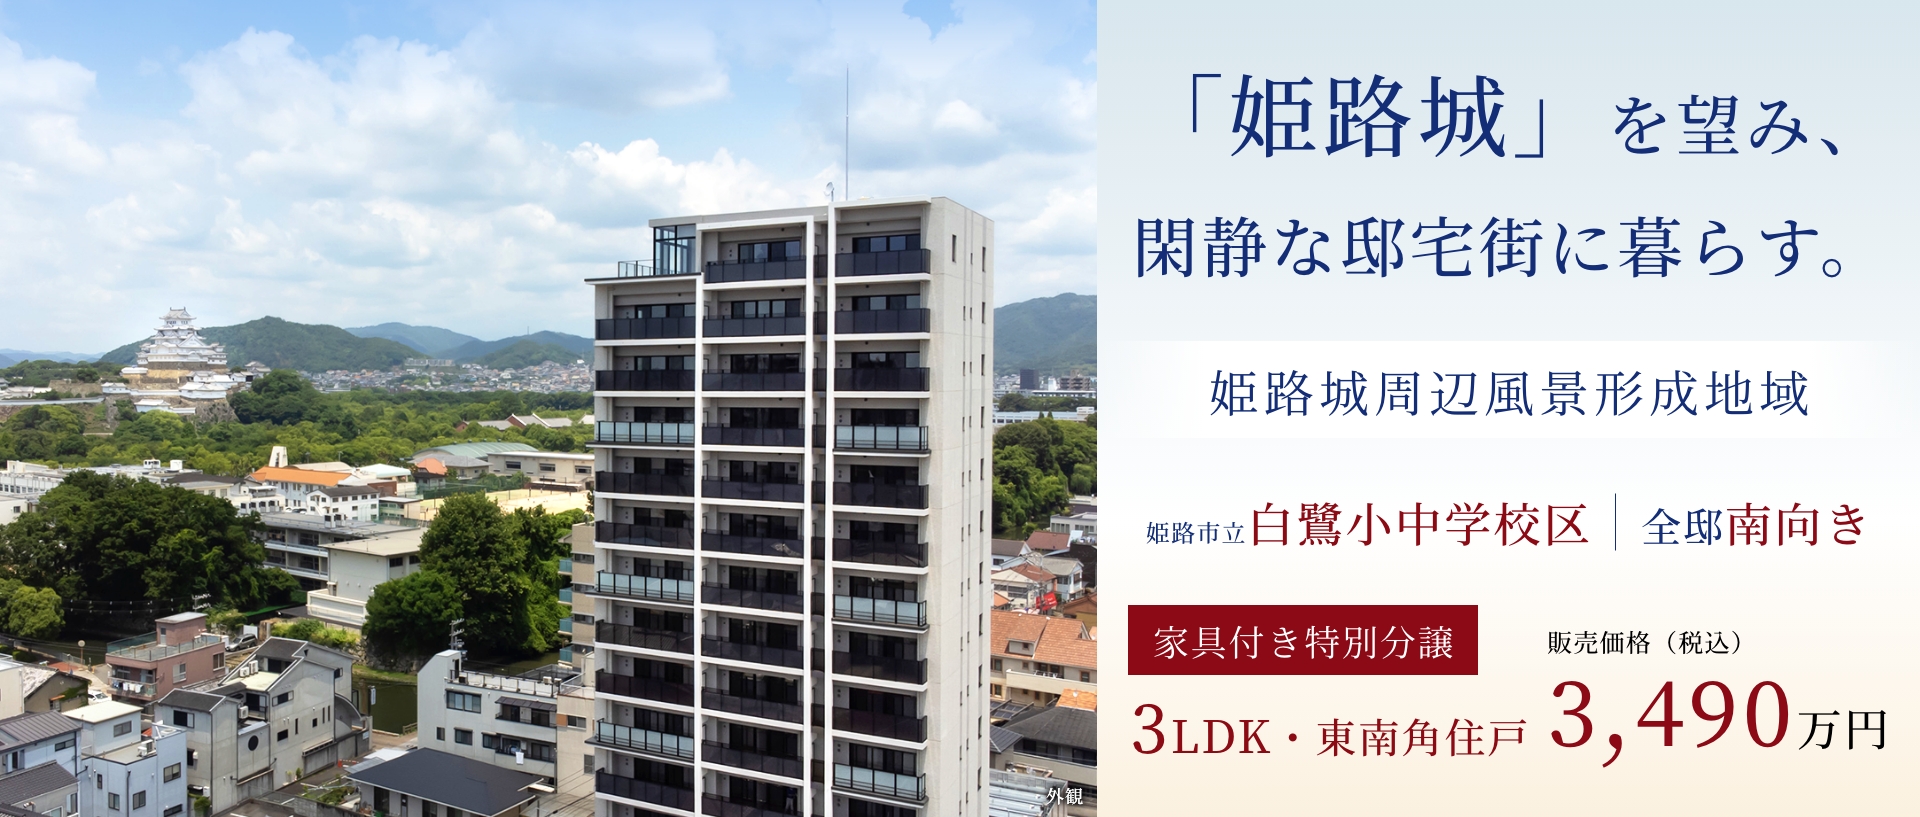 「姫路城」を望み、
閑静な邸宅街に暮らす。
姫路城周辺風景形成地域
姫路市立白鷺小中学校区｜全邸南向き
家具付き特別分譲
3LDK・東南角住戸
販売価格（税込）
3,490万円
外観